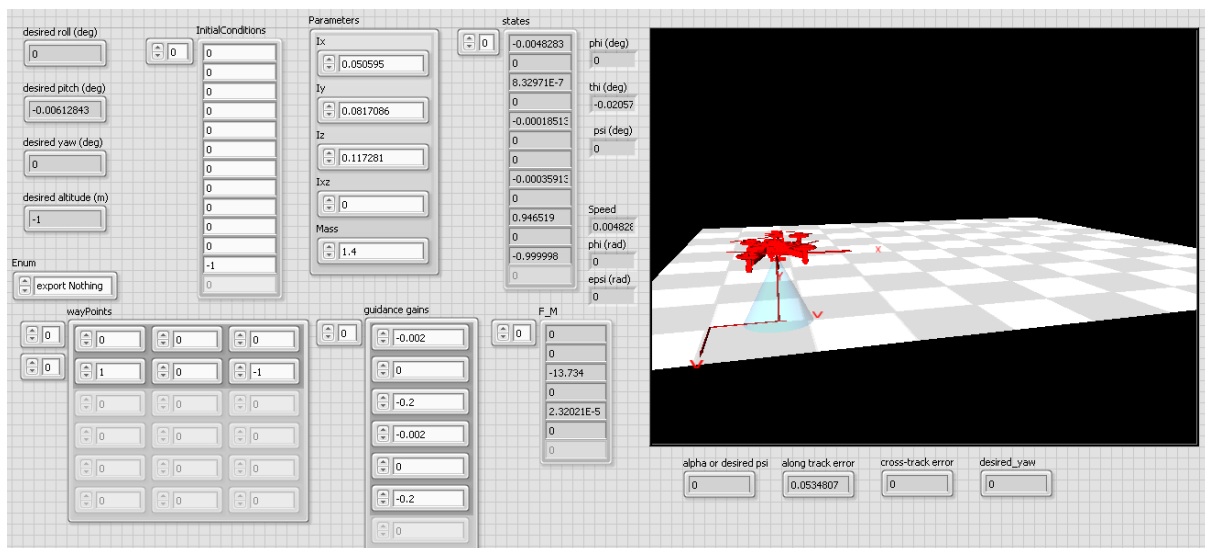 desired roll (deg)
0
desired pitch (deg)
-0.00612843
desired yaw (deg)
0
desired altitude (m)
-1
Enum
export Nothing
InitialConditions
0
0
0
0
0
0
0
0
0
0
0
0
-1
0
Parameters
Ix
0.050595
Iy
0.0817086
Iz
0.117281
Ixz
0
Mass
1.4
states
0
-0.0048283
0
8.32971E-7
0
-0.00018513
0
0
-0.00035913
0
0.946519
0
-0.999998
0
phi (deg)
0
thi (deg)
-0.02057
psi (deg)
0
Speed
0.004828
phi (rad)
0
epsi (rad)
0
x
Y
wayPoints
0
0
0 0 0
1 0 -1
0 0 0
0 0 0
0 0 0
0 0 0
guidance gains
0
-0.002
0
-0.2
-0.002
0
-0.2
0
F_M
0
0
0
-13.734
0
2.32021E-5
0
0
alpha or desired psi
0
along track error
0.0534807
cross-track error
0
desired_yaw
0